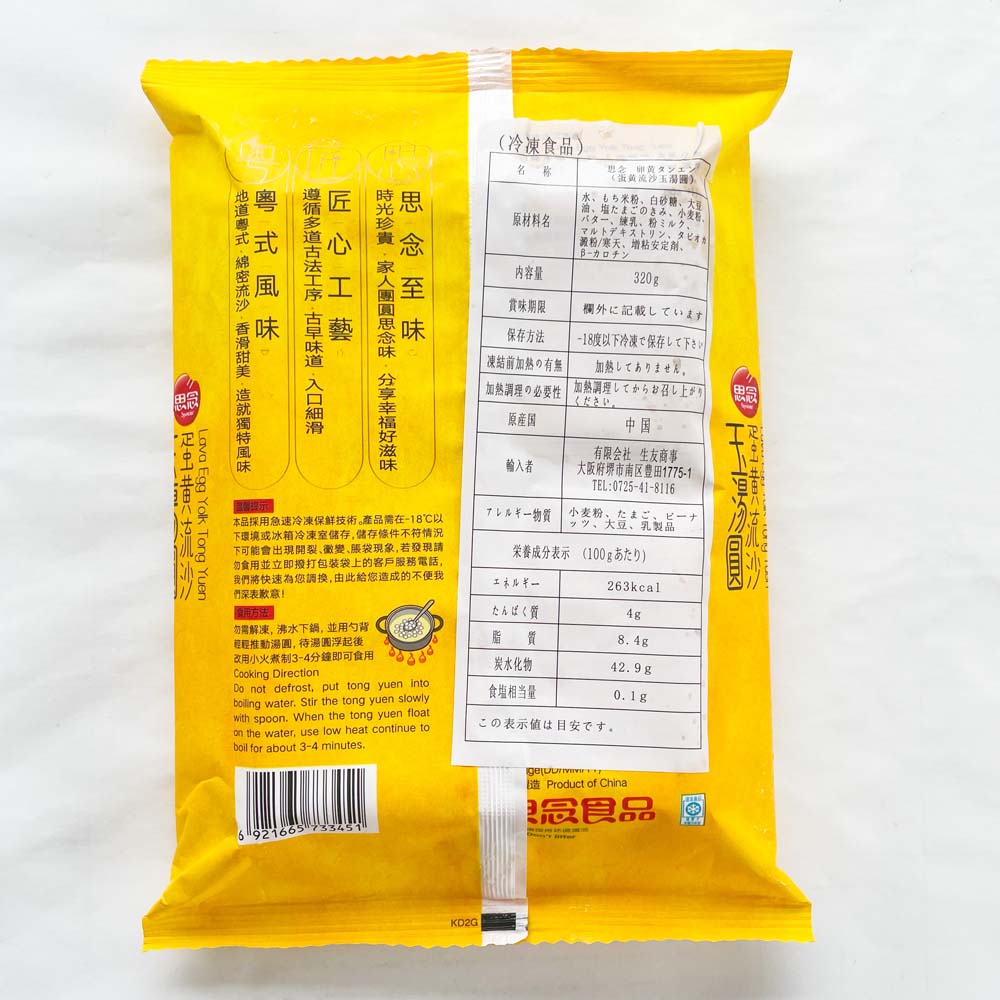 思念至味
時光珍貴·家人團圓思念味·分享幸福好滋味
匠心工藝
遵循多道古法工序·古早味道·入口細滑
粵式風味
地道粵式·綿密流沙·香滑甜美·造就獨特風味
思念
Lava Egg Yolk Tong Yuen
蛋黃流沙
玉湯圓
溫馨提示
本品採用急速冷凍保鮮技術。產品需在-18℃以
下環境或冰箱冷凍室儲存,儲存條件不符情況
下可能會出現開裂、黴變、脹袋現象,若發現請
勿食用並立即撥打包裝袋上的客戶服務電話,
我們將快速為您調換,由此給您造成的不便我
們深表歉意!
食用方法
勿需解凍,沸水下鍋,並用勺背
輕輕推動湯圓,待湯圓浮起後
改用小火煮制3-4分鐘即可食用
Cooking Direction
Do not defrost, put tong yuen into
boiling water. Stir the tong yuen slowly
with spoon. When the tong yuen float
on the water, use low heat continue to
boil for about 3-4 minutes.
6 921665 733451
(冷凍食品)
名 称 思念 卵黄タンエン
(蛋黄流沙玉湯圓)
原材料名 水、もち米粉、白砂糖、大豆
油、塩たまごのきみ、小麦粉、
バター、練乳、粉ミルク、
マルトデキストリン、タピオカ
澱粉/寒天、増粘安定剤、
β-カロチン
内容量 320g
賞味期限 欄外に記載しています
保存方法 -18度以下冷凍で保存して下さい
凍結前加熱の有無 加熱してありません。
加熱調理の必要性 加熱調理してからお召し上がり
ください。
原産国 中国
輸入者 有限会社 生友商事
大阪府堺市南区豊田1775-1
TEL:0725-41-8116
アレルギー物質 小麦粉、たまご、ピーナ
ッツ、大豆、乳製品
栄養成分表示 (100gあたり)
エネルギー 263kcal
たんぱく質 4g
脂 質 8.4g
炭水化物 42.9g
食塩相当量 0.1g
この表示値は目安です。
造 Product of China
思念食品
Don't litter
KD2G
思念
玉湯圓
蛋黃流沙